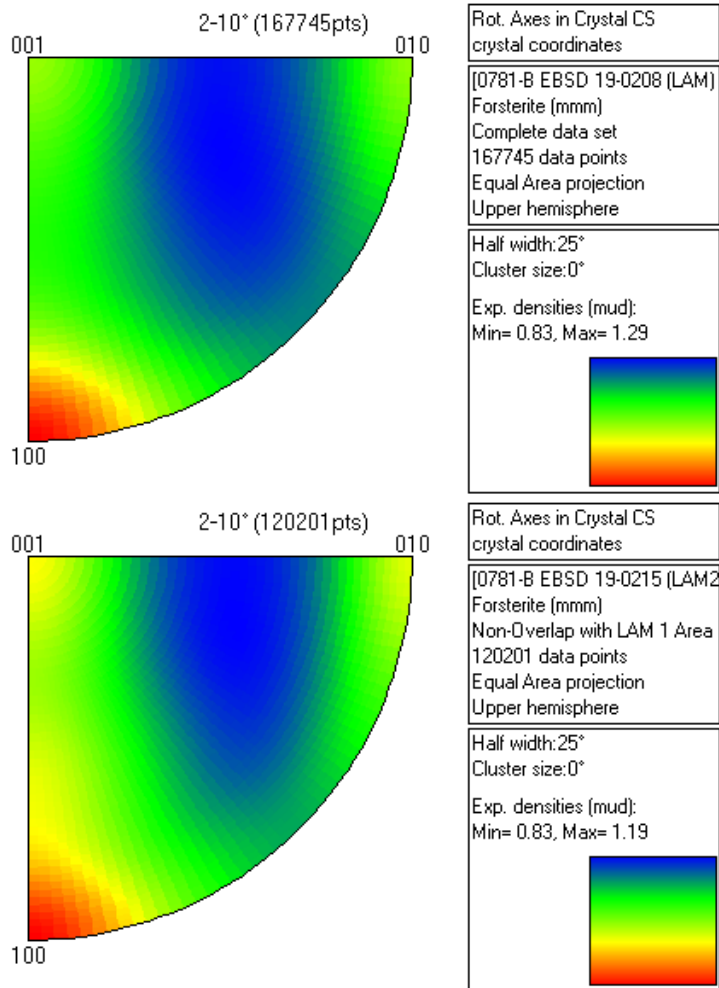 2-10° (167745pts)
001
010
100
Rot. Axes in Crystal CS
crystal coordinates
[0781-B EBSD 19-0208 (LAM)
Forsterite (mmm)
Complete data set
167745 data points
Equal Area projection
Upper hemisphere
Half width:25°
Cluster size:0°
Exp. densities (mud):
Min= 0.83, Max= 1.29
2-10° (120201pts)
001
010
100
Rot. Axes in Crystal CS
crystal coordinates
[0781-B EBSD 19-0215 (LAM2
Forsterite (mmm)
Non-Overlap with LAM 1 Area
120201 data points
Equal Area projection
Upper hemisphere
Half width:25°
Cluster size:0°
Exp. densities (mud):
Min= 0.83, Max= 1.19